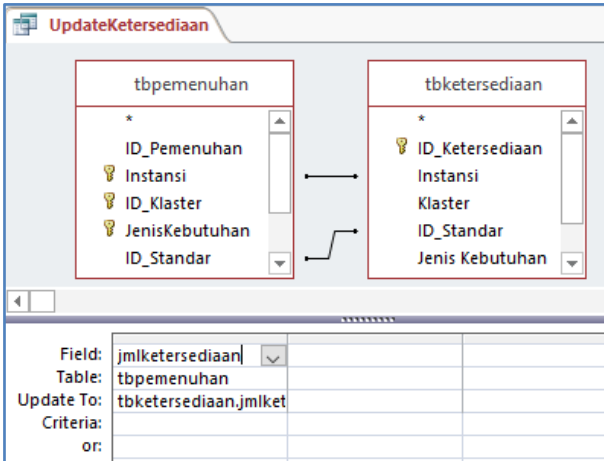 UpdateKetersediaan
tbpemenuhan
*
ID_Pemenuhan
Instansi
ID_Klaster
JenisKebutuhan
ID_Standar
tbketersediaan
*
ID_Ketersediaan
Instansi
Klaster
ID_Standar
Jenis Kebutuhan
Field: jmlketersediaan
Table: tbpemenuhan
Update To: tbketersediaan.jmlket
Criteria:
or: